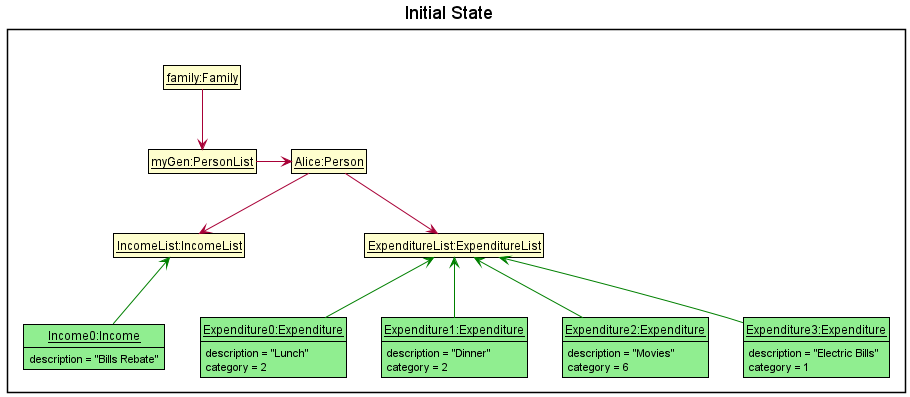 Initial State
family:Family
myGen:PersonList
Alice:Person
IncomeList:IncomeList
ExpenditureList:ExpenditureList
Income0:Income
description = "Bills Rebate"
Expenditure0:Expenditure
description = "Lunch"
category = 2
Expenditure1:Expenditure
description = "Dinner"
category = 2
Expenditure2:Expenditure
description = "Movies"
category = 6
Expenditure3:Expenditure
description = "Electric Bills"
category = 1